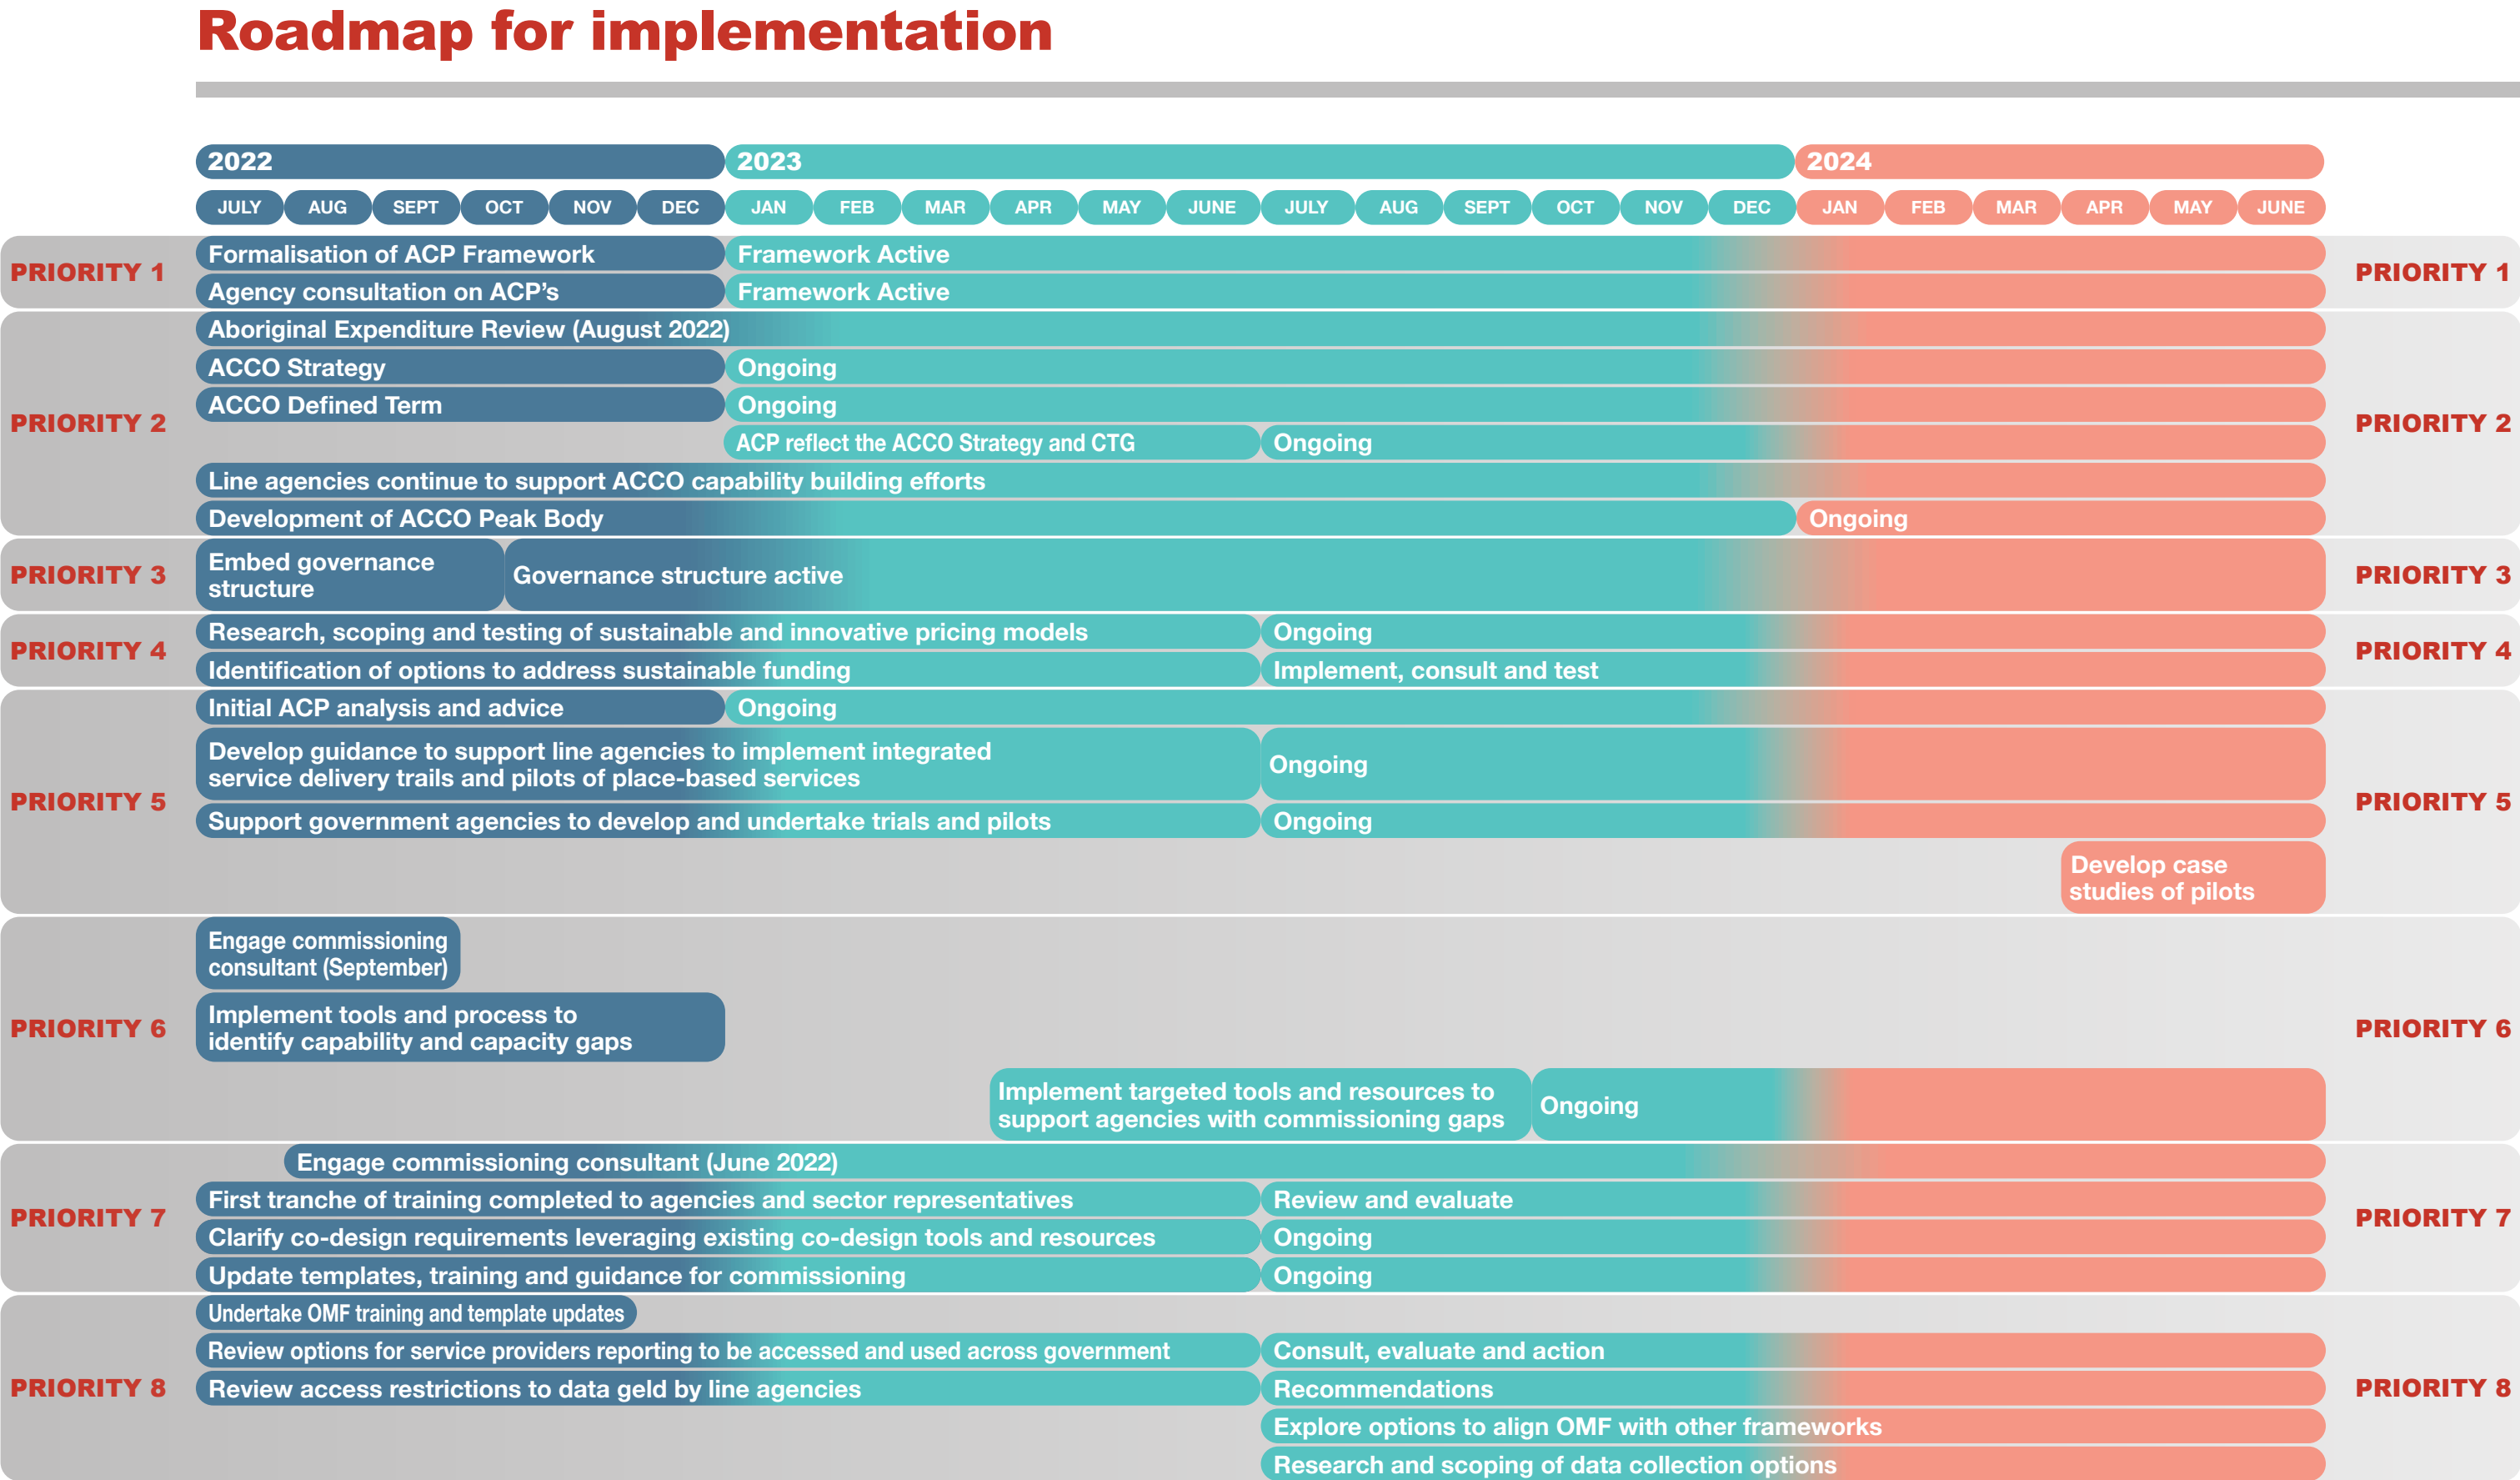 Roadmap for implementation
2022 2023 2024
JULY AUG SEPT OCT NOV DEC JAN FEB MAR APR MAY JUNE JULY AUG SEPT OCT NOV DEC JAN FEB MAR APR MAY JUNE
PRIORITY 1
Formalisation of ACP Framework Framework Active
Agency consultation on ACP’s Framework Active
PRIORITY 1
PRIORITY 2
Aboriginal Expenditure Review (August 2022)
ACCO Strategy Ongoing
ACCO Defined Term Ongoing
ACP reflect the ACCO Strategy and CTG Ongoing
Line agencies continue to support ACCO capability building efforts
Development of ACCO Peak Body Ongoing
PRIORITY 2
PRIORITY 3
Embed governance
structure
Governance structure active
PRIORITY 3
PRIORITY 4
Research, scoping and testing of sustainable and innovative pricing models Ongoing
Identification of options to address sustainable funding Implement, consult and test
PRIORITY 4
PRIORITY 5
Initial ACP analysis and advice Ongoing
Develop guidance to support line agencies to implement integrated
service delivery trails and pilots of place-based services
Ongoing
Support government agencies to develop and undertake trials and pilots Ongoing
Develop case
studies of pilots
PRIORITY 5
PRIORITY 6
Engage commissioning
consultant (September)
Implement tools and process to
identify capability and capacity gaps
Implement targeted tools and resources to
support agencies with commissioning gaps
Ongoing
PRIORITY 6
PRIORITY 7
Engage commissioning consultant (June 2022)
First tranche of training completed to agencies and sector representatives Review and evaluate
Clarify co-design requirements leveraging existing co-design tools and resources Ongoing
Update templates, training and guidance for commissioning Ongoing
PRIORITY 7
PRIORITY 8
Undertake OMF training and template updates
Review options for service providers reporting to be accessed and used across government Consult, evaluate and action
Review access restrictions to data geld by line agencies Recommendations
Explore options to align OMF with other frameworks
Research and scoping of data collection options
PRIORITY 8